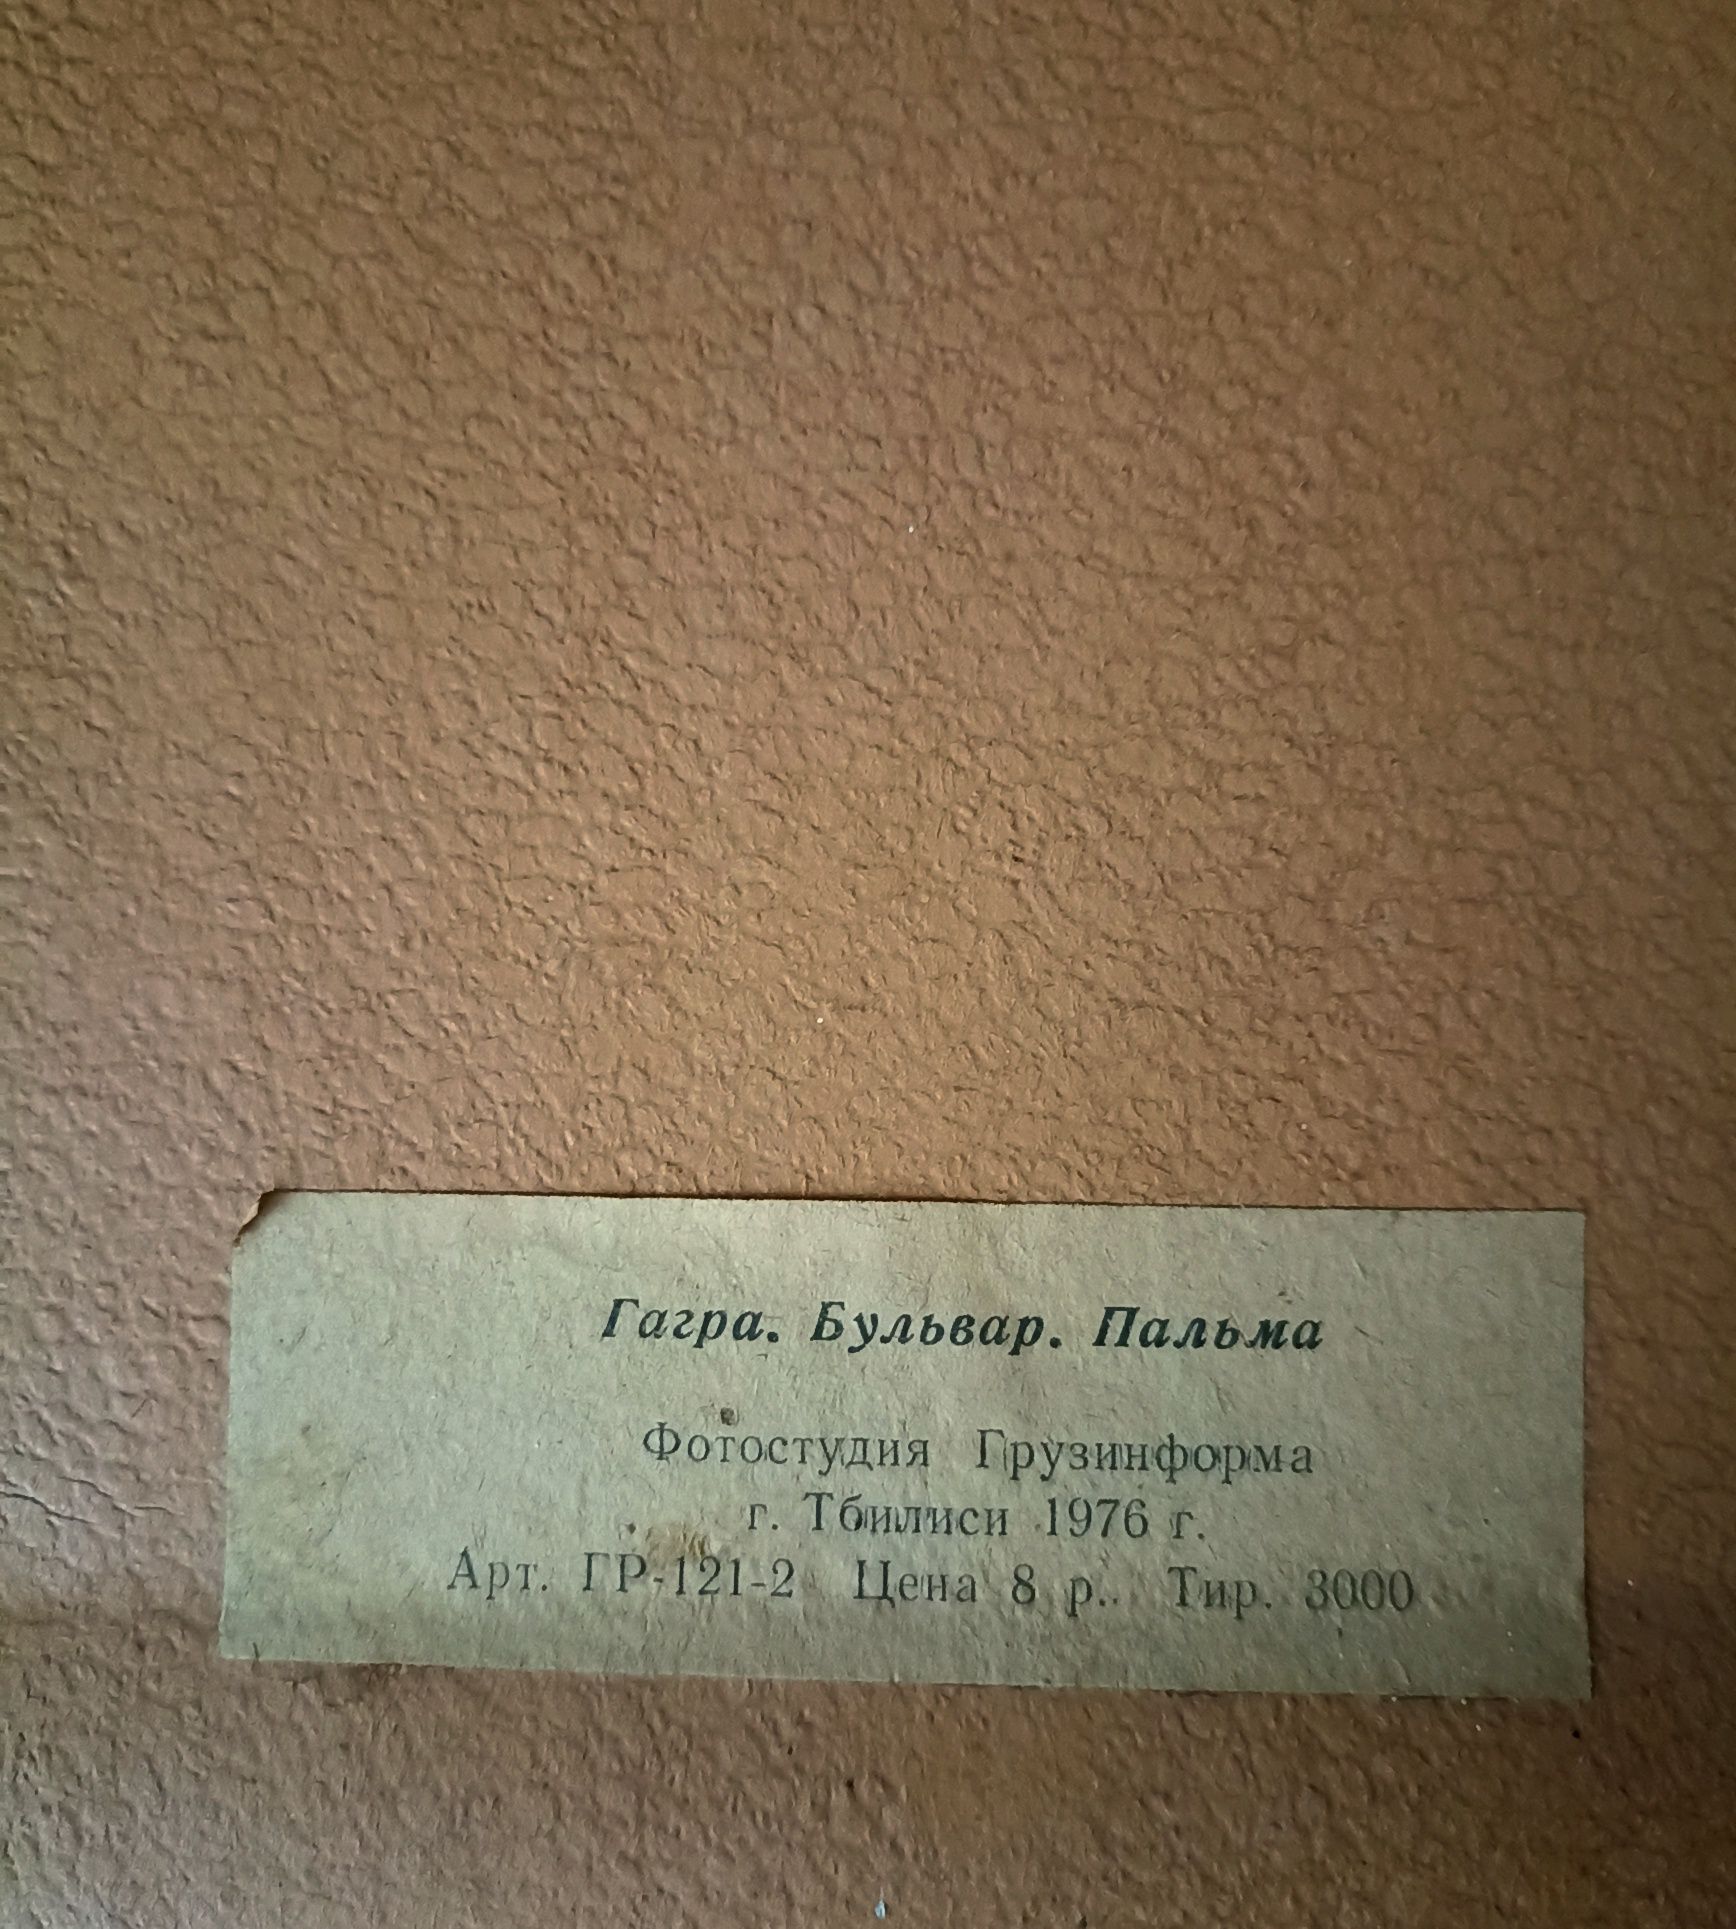 Гагра. Бульвар. Пальма
Фотостудия Грузинформа
г. Тбилиси 1976 г.
Арт. ГР-121-2 Цена 8 р.. Тир. 3000